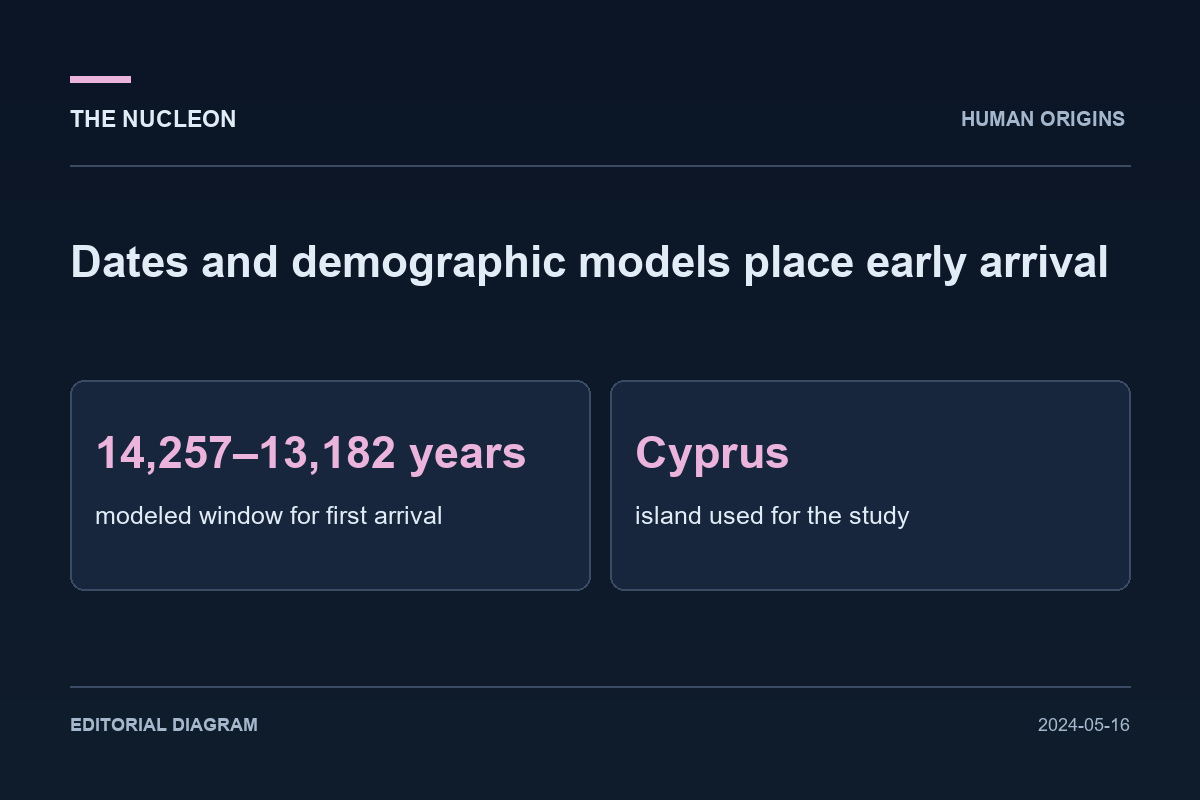 THE NUCLEON
HUMAN ORIGINS
Dates and demographic models place early arrival
14,257–13,182 years
modeled window for first arrival
Cyprus
island used for the study
EDITORIAL DIAGRAM
2024-05-16